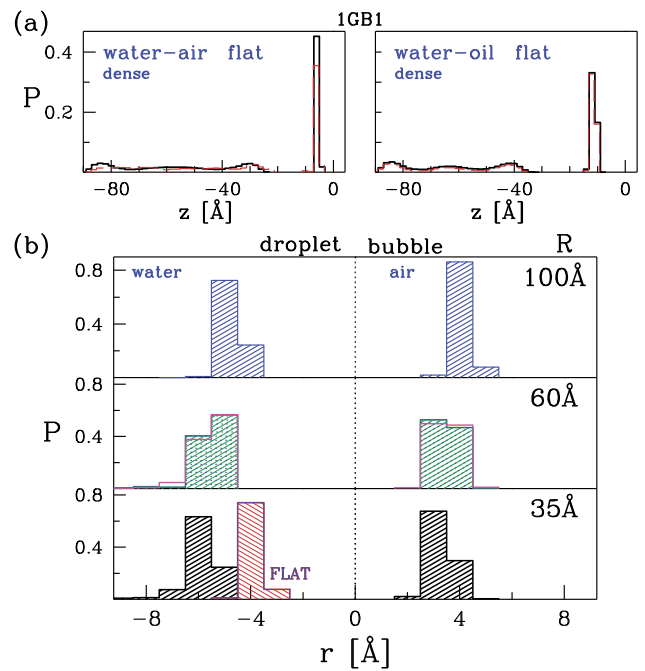 (a) 1GB1
water-air flat
dense
water-oil flat
dense
P
0.4
0.2
−80 −40 0
−80 −40 0
z [Å] z [Å]
(b) droplet bubble R
water air 100Å
0.8
0.4
60Å
0.8
P 0.4
35Å
0.8
0.4
FLAT
−8 −4 0 4 8
r [Å]